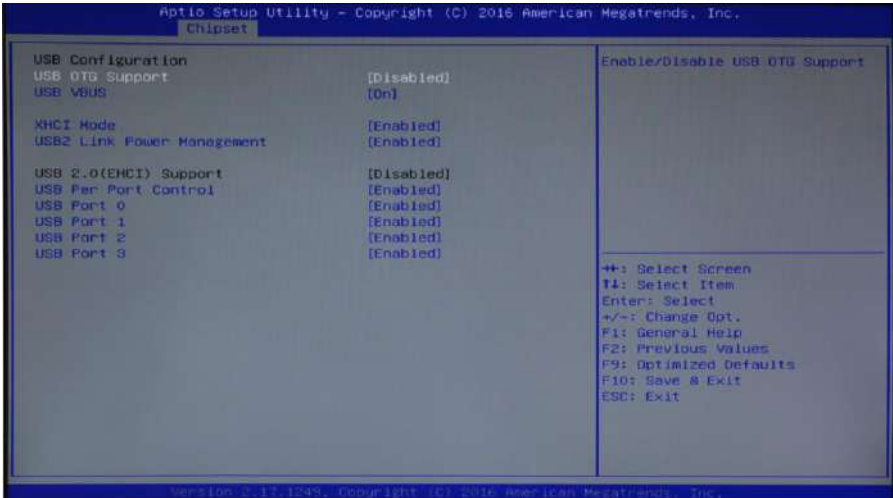 Aptio Setup Utility – Copyright (C) 2016 American Megatrends, Inc.
Chipset
USB Configuration
USB OTG Support [Disabled]
USB VBUS [On]
XHCI Mode [Enabled]
USB2 Link Power Management [Enabled]
USB 2.0(EHCI) Support [Disabled]
USB Per Port Control [Enabled]
USB Port 0 [Enabled]
USB Port 1 [Enabled]
USB Port 2 [Enabled]
USB Port 3 [Enabled]
Enable/Disable USB OTG Support
→←: Select Screen
↑↓: Select Item
Enter: Select
+/-: Change Opt.
F1: General Help
F2: Previous Values
F9: Optimized Defaults
F10: Save & Exit
ESC: Exit
Version 2.17.1249. Copyright (C) 2016 American Megatrends, Inc.